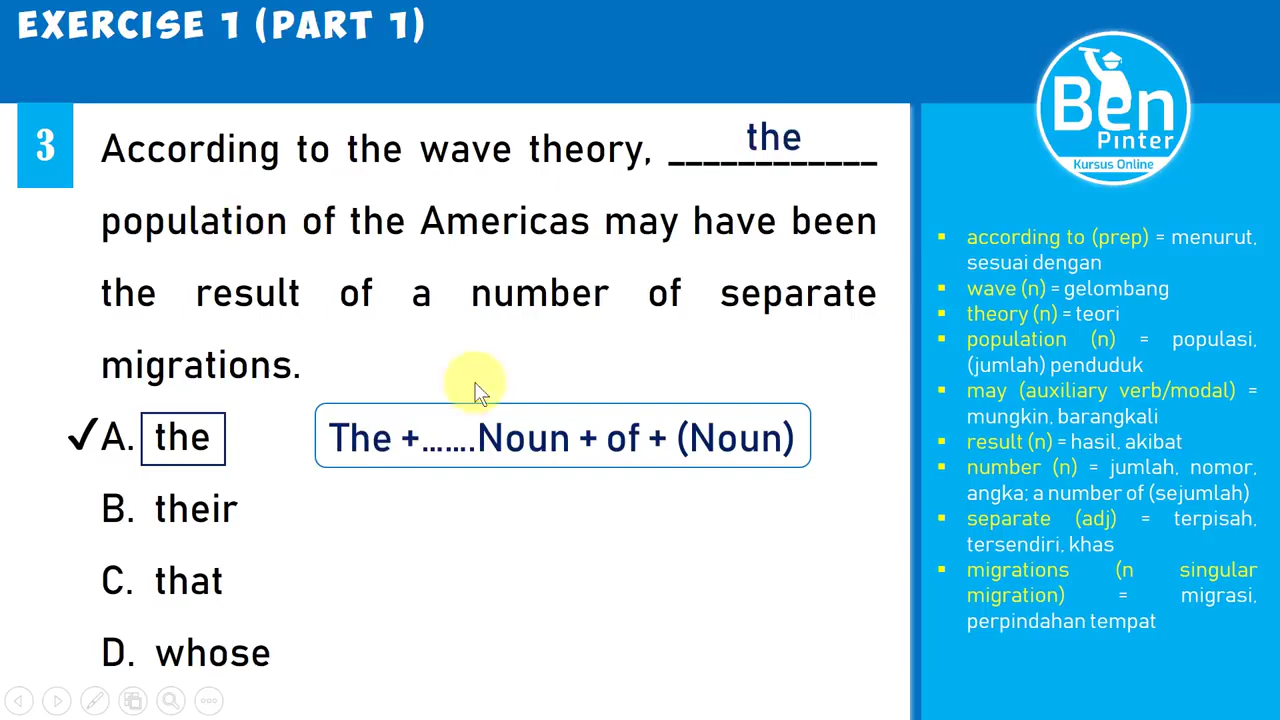 EXERCISE 1 (PART 1)
3
According to the wave theory, ____________
the
population of the Americas may have been
the result of a number of separate
migrations.
✓A. the
The +…….Noun + of + (Noun)
B. their
C. that
D. whose
Ben
Pinter
Kursus Online
▪ according to (prep) = menurut,
sesuai dengan
▪ wave (n) = gelombang
▪ theory (n) = teori
▪ population (n) = populasi,
(jumlah) penduduk
▪ may (auxiliary verb/modal) =
mungkin, barangkali
▪ result (n) = hasil, akibat
▪ number (n) = jumlah, nomor,
angka; a number of (sejumlah)
▪ separate (adj) = terpisah,
tersendiri, khas
▪ migrations (n singular
migration) = migrasi,
perpindahan tempat